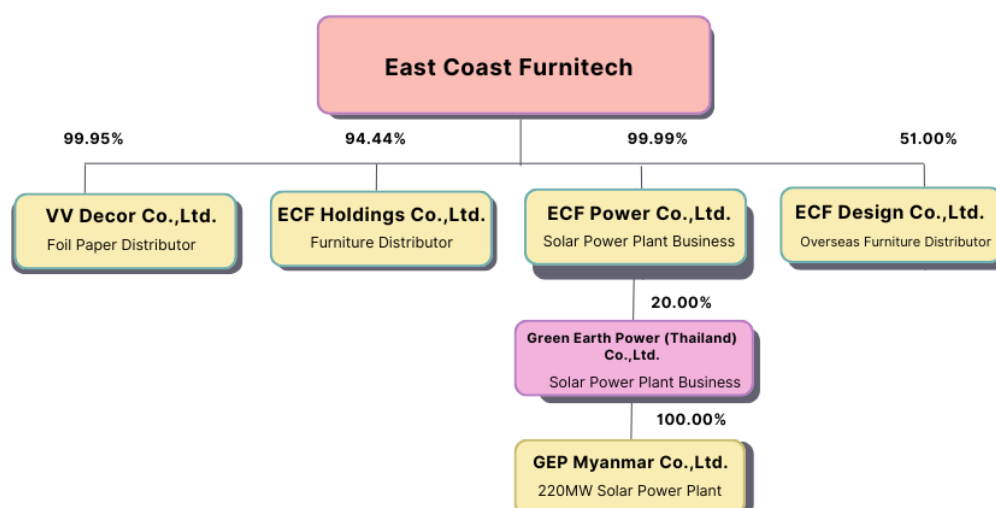 East Coast Furnitech
99.95%
94.44%
99.99%
51.00%
VV Decor Co.,Ltd.
Foil Paper Distributor
ECF Holdings Co.,Ltd.
Furniture Distributor
ECF Power Co.,Ltd.
Solar Power Plant Business
ECF Design Co.,Ltd.
Overseas Furniture Distributor
20.00%
Green Earth Power (Thailand)
Co.,Ltd.
Solar Power Plant Business
100.00%
GEP Myanmar Co.,Ltd.
220MW Solar Power Plant